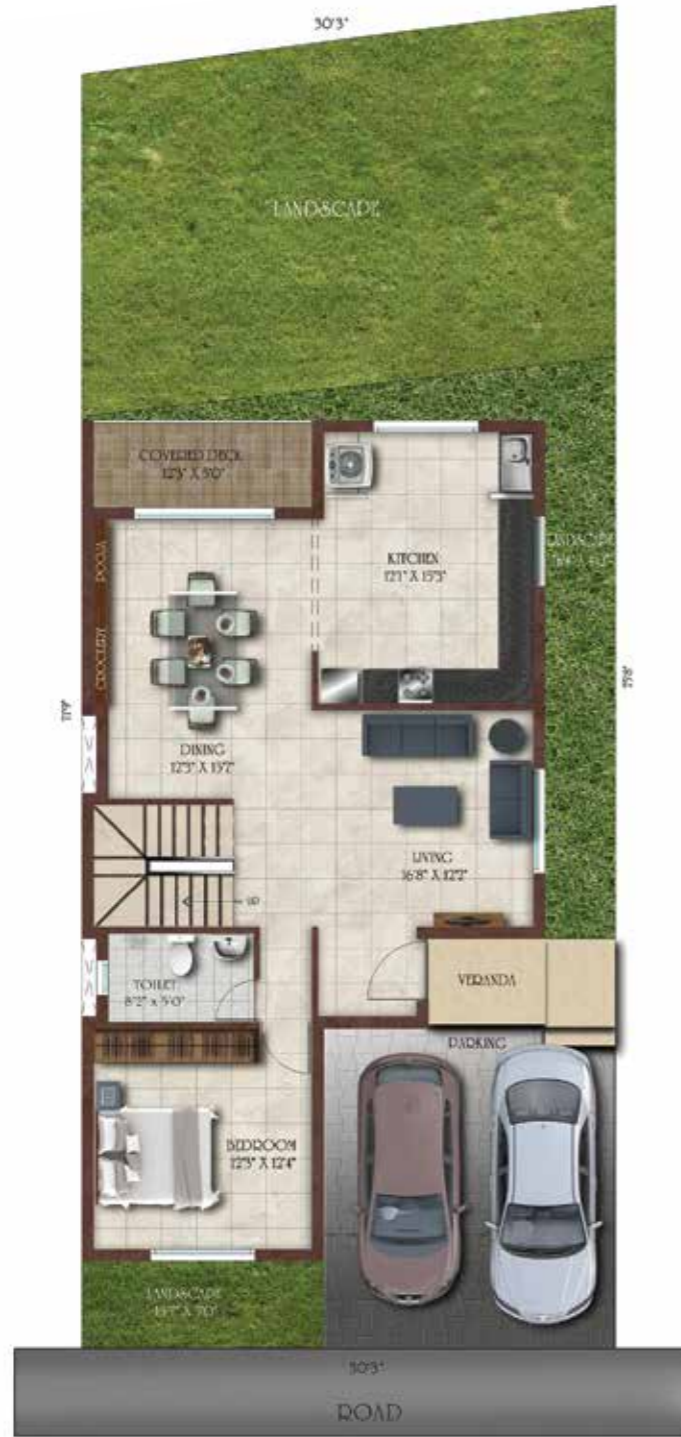 30'3"
LANDSCAPE
COVERED DECK
12'3" X 5'0"
POOJA
CROCKERY
KITCHEN
12'1" X 15'3"
LANDSCAPE
DINING
12'3" X 15'2"
LIVING
16'8" X 12'2"
UP
TOILET
8'2" x 5'0"
VERANDA
PARKING
BEDROOM
12'3" X 12'4"
LANDSCAPE
30'3"
ROAD